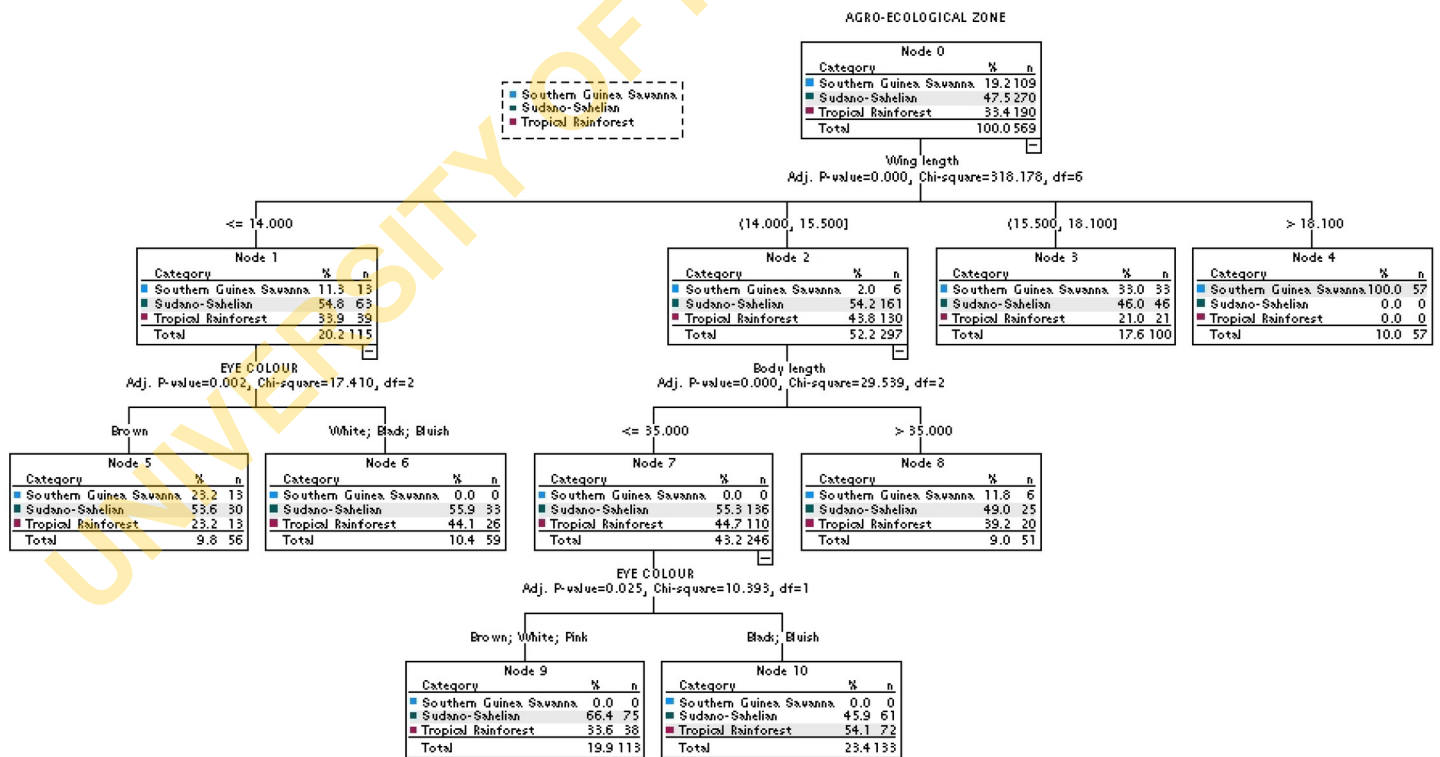 AGRO-ECOLOGICAL ZONE
Node 0
Category % n
Southern Guinea Savanna 19.2 109
Sudano-Sahelian 47.5 270
Tropical Rainforest 33.4 190
Total 100.0 569
Southern Guinea Savanna
Sudano-Sahelian
Tropical Rainforest
Wing length
Adj. P-value=0.000, Chi-square=318.178, df=6
<= 14.000
(14.000, 15.500]
(15.500, 18.100]
> 18.100
Node 1
Category % n
Southern Guinea Savanna 11.3 13
Sudano-Sahelian 54.8 63
Tropical Rainforest 33.9 39
Total 20.2 115
Node 2
Category % n
Southern Guinea Savanna 2.0 6
Sudano-Sahelian 54.2 161
Tropical Rainforest 43.8 130
Total 52.2 297
Node 3
Category % n
Southern Guinea Savanna 33.0 33
Sudano-Sahelian 46.0 46
Tropical Rainforest 21.0 21
Total 17.6 100
Node 4
Category % n
Southern Guinea Savanna 100.0 57
Sudano-Sahelian 0.0 0
Tropical Rainforest 0.0 0
Total 10.0 57
EYE COLOUR
Adj. P-value=0.002, Chi-square=17.410, df=2
Body length
Adj. P-value=0.000, Chi-square=29.539, df=2
Brown
White; Black; Bluish
<= 35.000
> 35.000
Node 5
Category % n
Southern Guinea Savanna 23.2 13
Sudano-Sahelian 53.6 30
Tropical Rainforest 23.2 13
Total 9.8 56
Node 6
Category % n
Southern Guinea Savanna 0.0 0
Sudano-Sahelian 55.9 33
Tropical Rainforest 44.1 26
Total 10.4 59
Node 7
Category % n
Southern Guinea Savanna 0.0 0
Sudano-Sahelian 55.3 136
Tropical Rainforest 44.7 110
Total 43.2 246
Node 8
Category % n
Southern Guinea Savanna 11.8 6
Sudano-Sahelian 49.0 25
Tropical Rainforest 39.2 20
Total 9.0 51
EYE COLOUR
Adj. P-value=0.025, Chi-square=10.393, df=1
Brown; White; Pink
Black; Bluish
Node 9
Category % n
Southern Guinea Savanna 0.0 0
Sudano-Sahelian 66.4 75
Tropical Rainforest 33.6 38
Total 19.9 113
Node 10
Category % n
Southern Guinea Savanna 0.0 0
Sudano-Sahelian 45.9 61
Tropical Rainforest 54.1 72
Total 23.4 133
UNIVERSITY OF